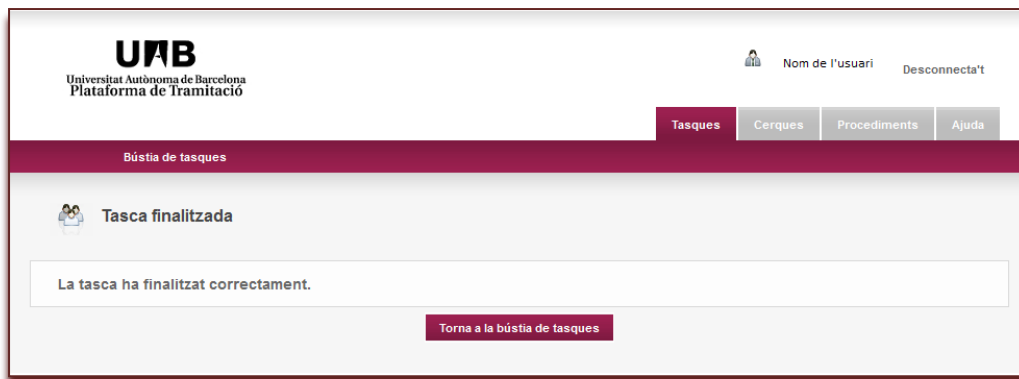 UAB
Universitat Autònoma de Barcelona
Plataforma de Tramitació
Nom de l'usuari
Desconnecta't
Tasques
Cerques
Procediments
Ajuda
Bústia de tasques
Tasca finalitzada
La tasca ha finalitzat correctament.
Torna a la bústia de tasques